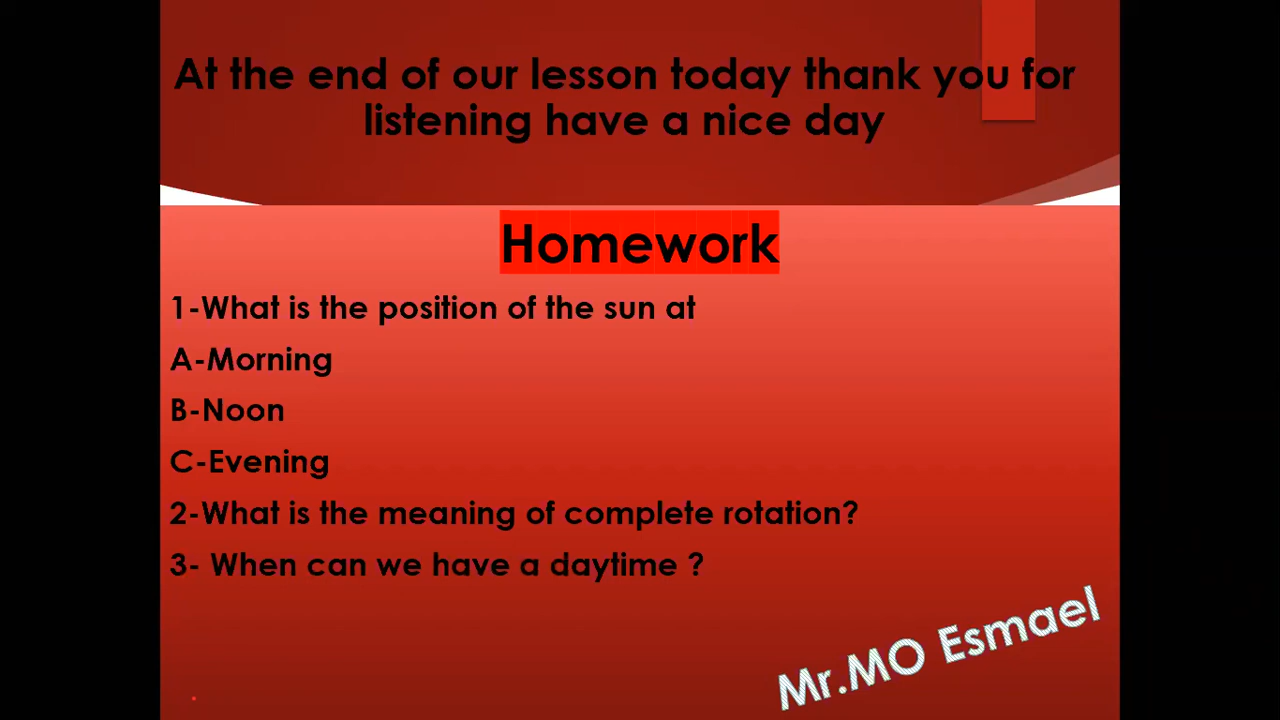 At the end of our lesson today thank you for
listening have a nice day
Homework
1-What is the position of the sun at
A-Morning
B-Noon
C-Evening
2-What is the meaning of complete rotation?
3- When can we have a daytime ?
Mr.MO Esmael